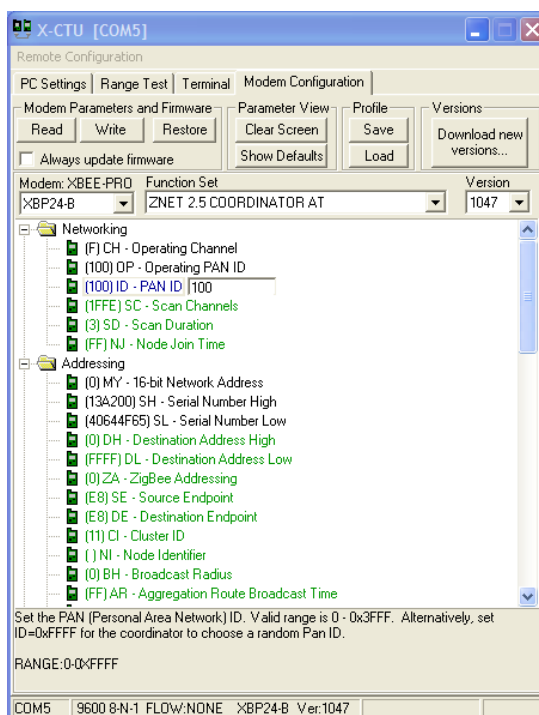 X-CTU [COM5]
Remote Configuration
PC Settings Range Test Terminal Modem Configuration
Modem Parameters and Firmware Parameter View Profile Versions
Read Write Restore Clear Screen Save Download new versions...
Always update firmware Show Defaults Load
Modem: XBEE-PRO Function Set Version
XBP24-B ZNET 2.5 COORDINATOR AT 1047
Networking
(F) CH - Operating Channel
(100) OP - Operating PAN ID
(100) ID - PAN ID 100
(1FFE) SC - Scan Channels
(3) SD - Scan Duration
(FF) NJ - Node Join Time
Addressing
(0) MY - 16-bit Network Address
(13A200) SH - Serial Number High
(40644F65) SL - Serial Number Low
(0) DH - Destination Address High
(FFFF) DL - Destination Address Low
(0) ZA - ZigBee Addressing
(E8) SE - Source Endpoint
(E8) DE - Destination Endpoint
(11) CI - Cluster ID
( ) NI - Node Identifier
(0) BH - Broadcast Radius
(FF) AR - Aggregation Route Broadcast Time
Set the PAN (Personal Area Network) ID. Valid range is 0 - 0x3FFF. Alternatively, set
ID=0xFFFF for the coordinator to choose a random Pan ID.
RANGE:0-0XFFFF
COM5 9600 8-N-1 FLOW:NONE XBP24-B Ver:1047